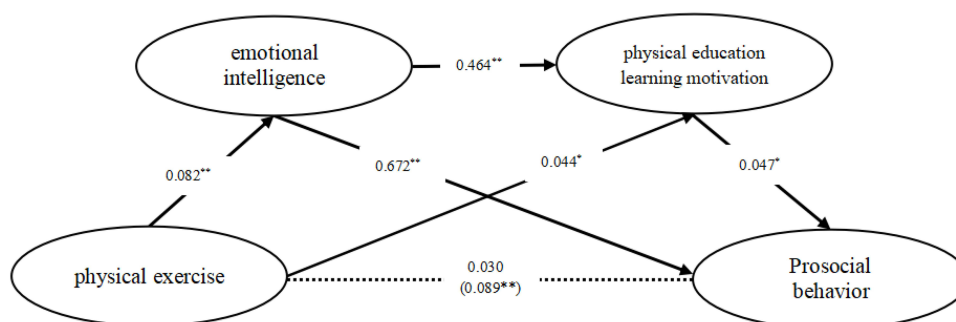 emotional
intelligence
0.464**
physical education
learning motivation
0.082**
0.672**
0.044*
0.047*
physical exercise
0.030
(0.089**)
Prosocial
behavior